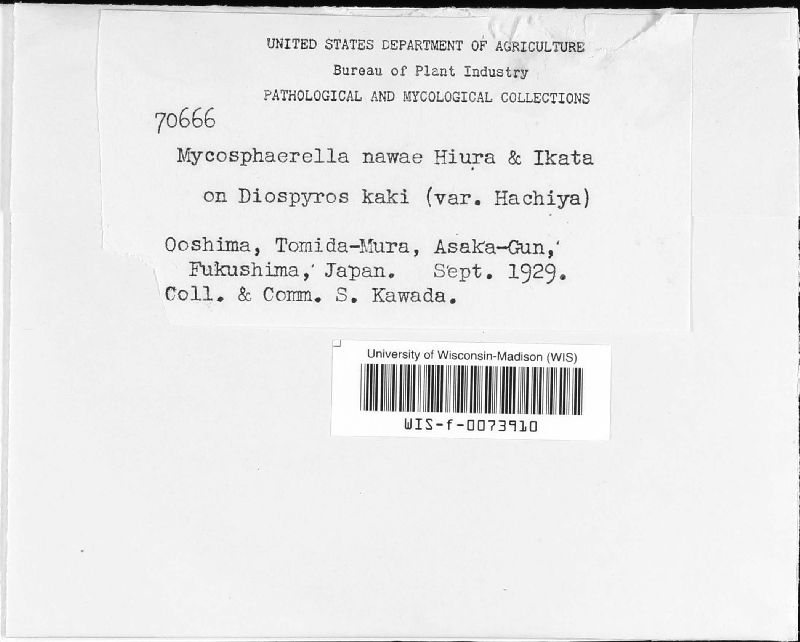 UNITED STATES DEPARTMENT OF AGRICULTURE
Bureau of Plant Industry
PATHOLOGICAL AND MYCOLOGICAL COLLECTIONS
70666
Mycosphaerella nawae Hiura & Ikata
on Diospyros kaki (var. Hachiya)
Ooshima, Tomida-Mura, Asaka-Gun,
Fukushima, Japan. Sept. 1929.
Coll. & Comm. S. Kawada.
University of Wisconsin-Madison (WIS)
WIS-f-0073910